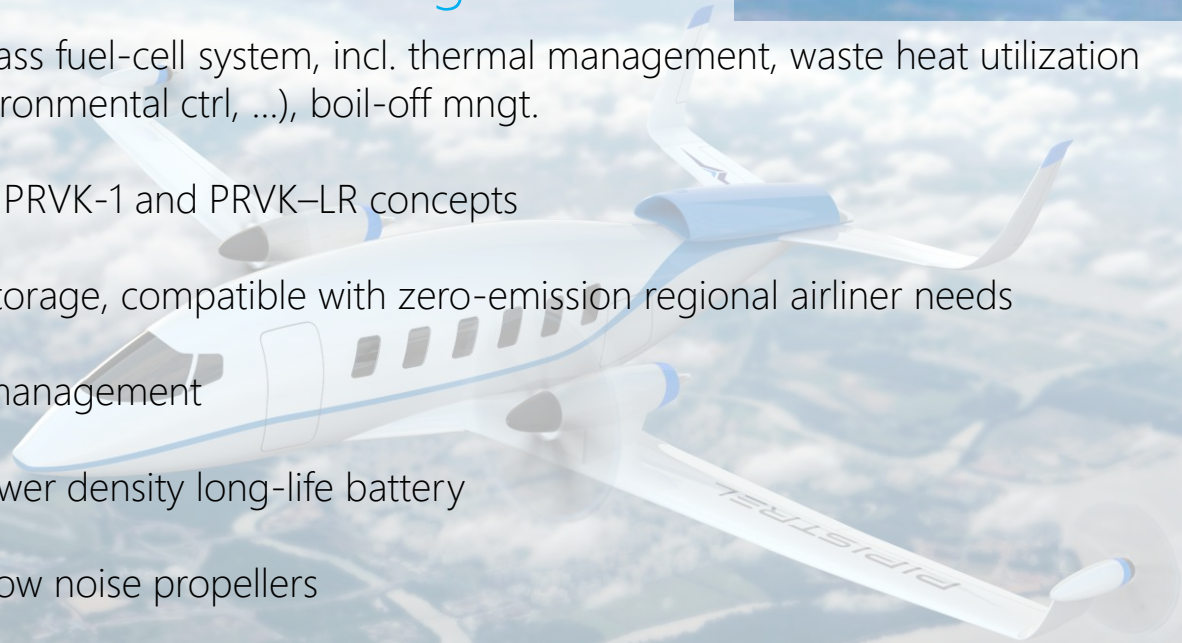 ass fuel-cell system, incl. thermal management, waste heat utilization
ronmental ctrl, ...), boil-off mngt.
PRVK-1 and PRVK–LR concepts
torage, compatible with zero-emission regional airliner needs
management
wer density long-life battery
ow noise propellers
PIPISTREL